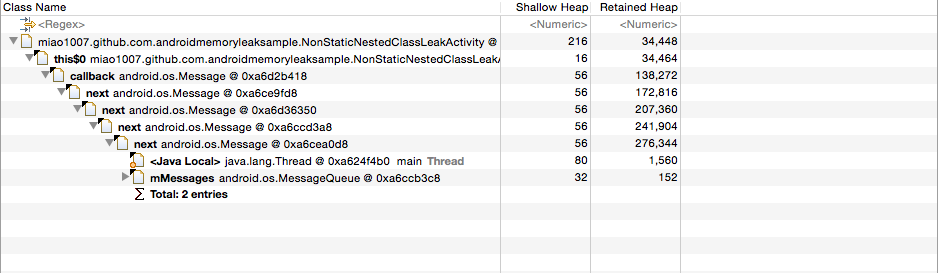 Class Name Shallow Heap Retained Heap
<Regex> <Numeric> <Numeric>
miao1007.github.com.androidmemoryleaksample.NonStaticNestedClassLeakActivity @ 216 34,448
this$0 miao1007.github.com.androidmemoryleaksample.NonStaticNestedClassLeakA 16 34,464
callback android.os.Message @ 0xa6d2b418 56 138,272
next android.os.Message @ 0xa6ce9fd8 56 172,816
next android.os.Message @ 0xa6d36350 56 207,360
next android.os.Message @ 0xa6ccd3a8 56 241,904
next android.os.Message @ 0xa6cea0d8 56 276,344
<Java Local> java.lang.Thread @ 0xa624f4b0 main Thread 80 1,560
mMessages android.os.MessageQueue @ 0xa6ccb3c8 32 152
Σ Total: 2 entries